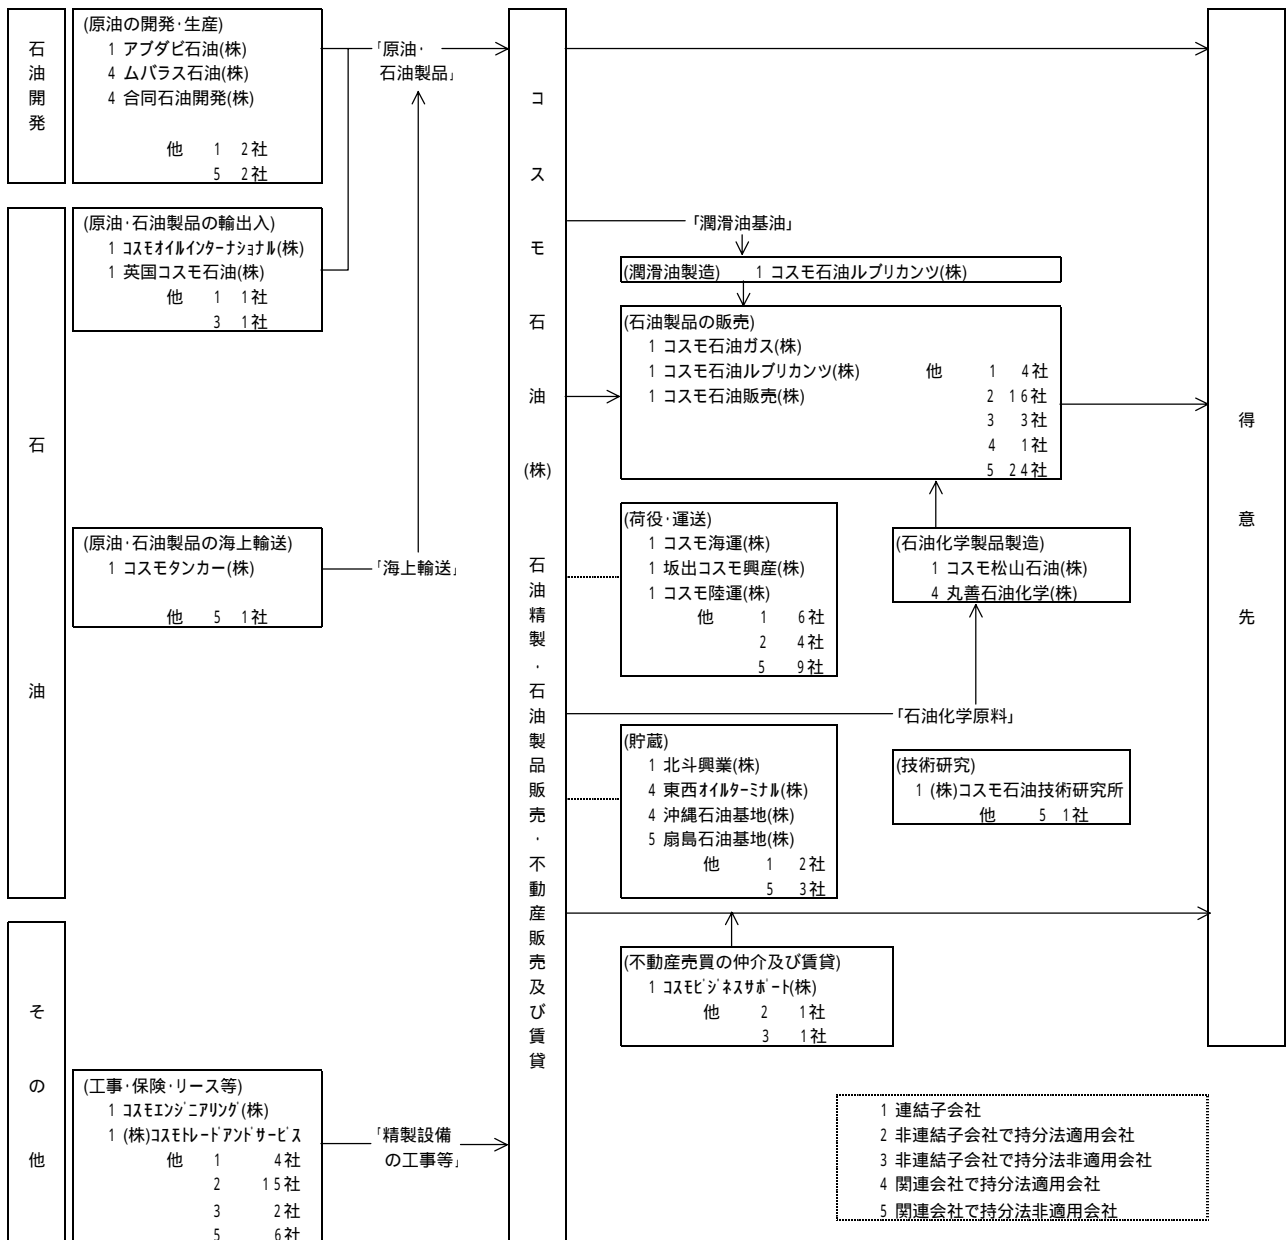 石油開発
(原油の開発・生産)
1 アブダビ石油(株)
4 ムバラス石油(株)
4 合同石油開発(株)
他 1 2社
5 2社
「原油・
石油製品」
石油
(原油・石油製品の輸出入)
1 コスモオイルインターナショナル(株)
1 英国コスモ石油(株)
他 1 1社
3 1社
(原油・石油製品の海上輸送)
1 コスモタンカー(株)
他 5 1社
「海上輸送」
その他
(工事・保険・リース等)
1 コスモエンジニアリング(株)
1 (株)コスモトレードアンドサービス
他 1 4社
2 15社
3 2社
5 6社
「精製設備
の工事等」
コスモ石油(株)
石油精製・石油製品販売・不動産販売及び賃貸
「潤滑油基油」
(潤滑油製造) 1 コスモ石油ルブリカンツ(株)
(石油製品の販売)
1 コスモ石油ガス(株)
1 コスモ石油ルブリカンツ(株) 他 1 4社
1 コスモ石油販売(株) 2 16社
3 3社
4 1社
5 24社
(荷役・運送)
1 コスモ海運(株)
1 坂出コスモ興産(株)
1 コスモ陸運(株)
他 1 6社
2 4社
5 9社
(石油化学製品製造)
1 コスモ松山石油(株)
4 丸善石油化学(株)
「石油化学原料」
(貯蔵)
1 北斗興業(株)
4 東西オイルターミナル(株)
4 沖縄石油基地(株)
5 扇島石油基地(株)
他 1 2社
5 3社
(技術研究)
1 (株)コスモ石油技術研究所
他 5 1社
(不動産売買の仲介及び賃貸)
1 コスモビジネスサポート(株)
他 2 1社
3 1社
得意先
1 連結子会社
2 非連結子会社で持分法適用会社
3 非連結子会社で持分法非適用会社
4 関連会社で持分法適用会社
5 関連会社で持分法非適用会社